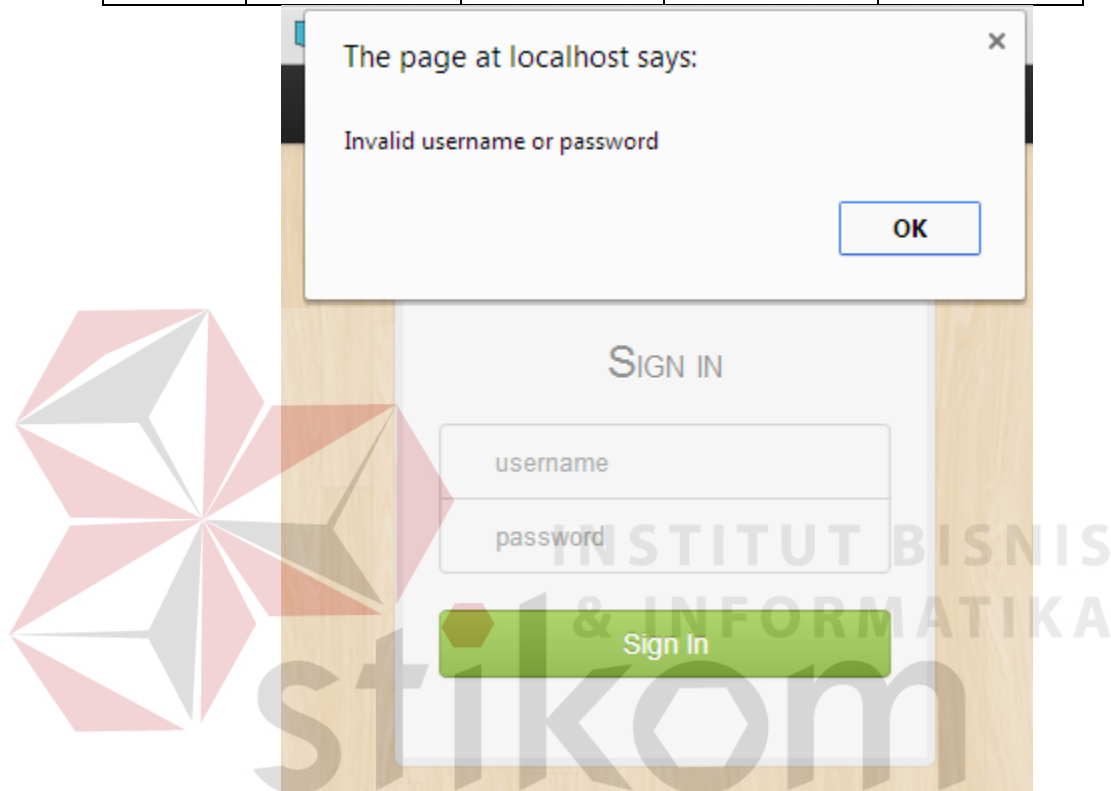 The page at localhost says:
Invalid username or password
OK
SIGN IN
username
password
Sign In
INSTITUT BISNIS
& INFORMATIKA
stikom